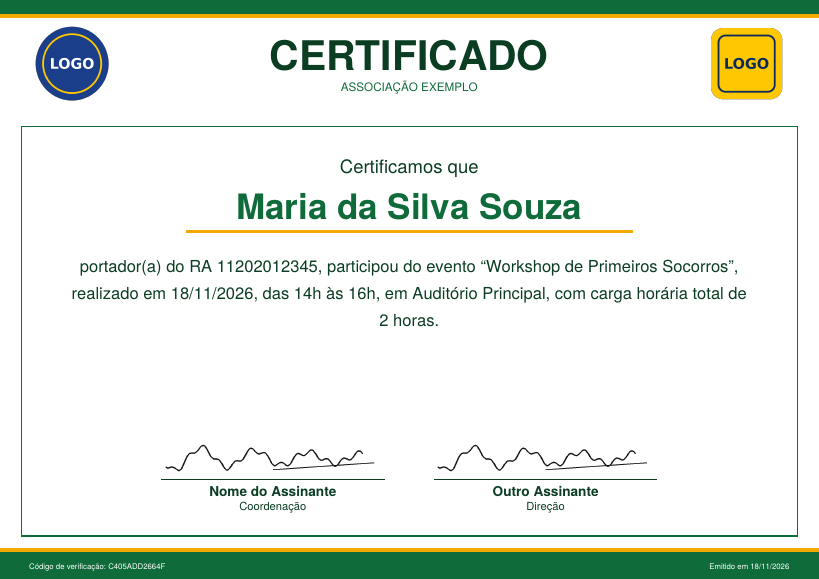 LOGO
CERTIFICADO
ASSOCIAÇÃO EXEMPLO
LOGO
Certificamos que
Maria da Silva Souza
portador(a) do RA 11202012345, participou do evento “Workshop de Primeiros Socorros”,
realizado em 18/11/2026, das 14h às 16h, em Auditório Principal, com carga horária total de
2 horas.
Nome do Assinante
Coordenação
Outro Assinante
Direção
Código de verificação: C405ADD2664F
Emitido em 18/11/2026